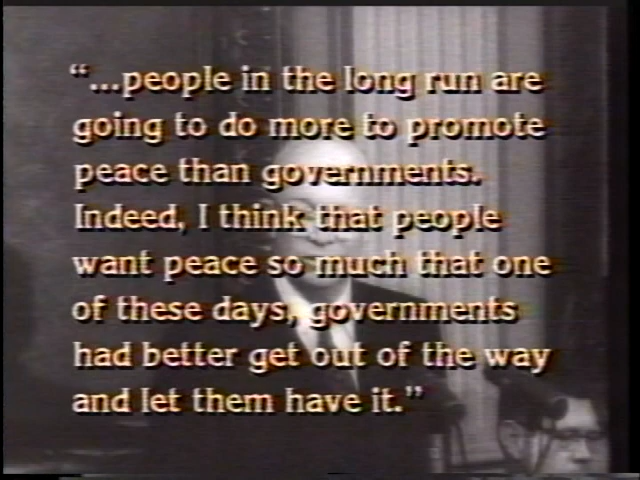 “...people in the long run are
going to do more to promote
peace than governments.
Indeed, I think that people
want peace so much that one
of these days, governments
had better get out of the way
and let them have it.”